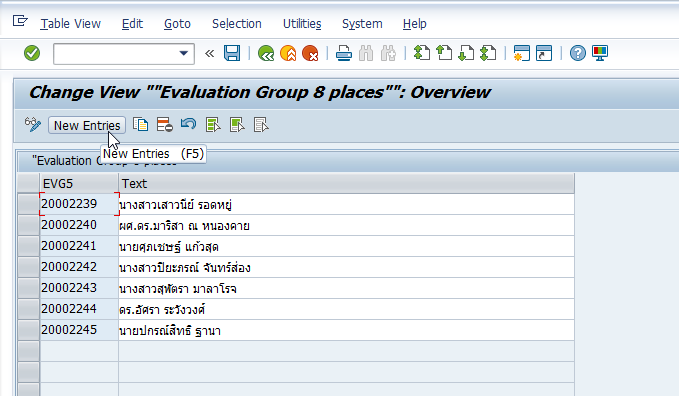 Table View Edit Goto Selection Utilities System Help
Change View ""Evaluation Group 8 places"": Overview
New Entries
New Entries (F5)
"Evaluation Group 8 places"
EVG5 Text
20002239 นางสาวเสาวนีย์ รอดหยู่
20002240 ผศ.ดร.มาริสา ณ หนองคาย
20002241 นายศุภเชษฐ์ แก้วสุด
20002242 นางสาวปิยะภรณ์ จันทร์ส่อง
20002243 นางสาวสุพัตรา มาลาโรจ
20002244 ดร.อัศรา ระวังวงศ์
20002245 นายปกรณ์สิทธิ ฐานา